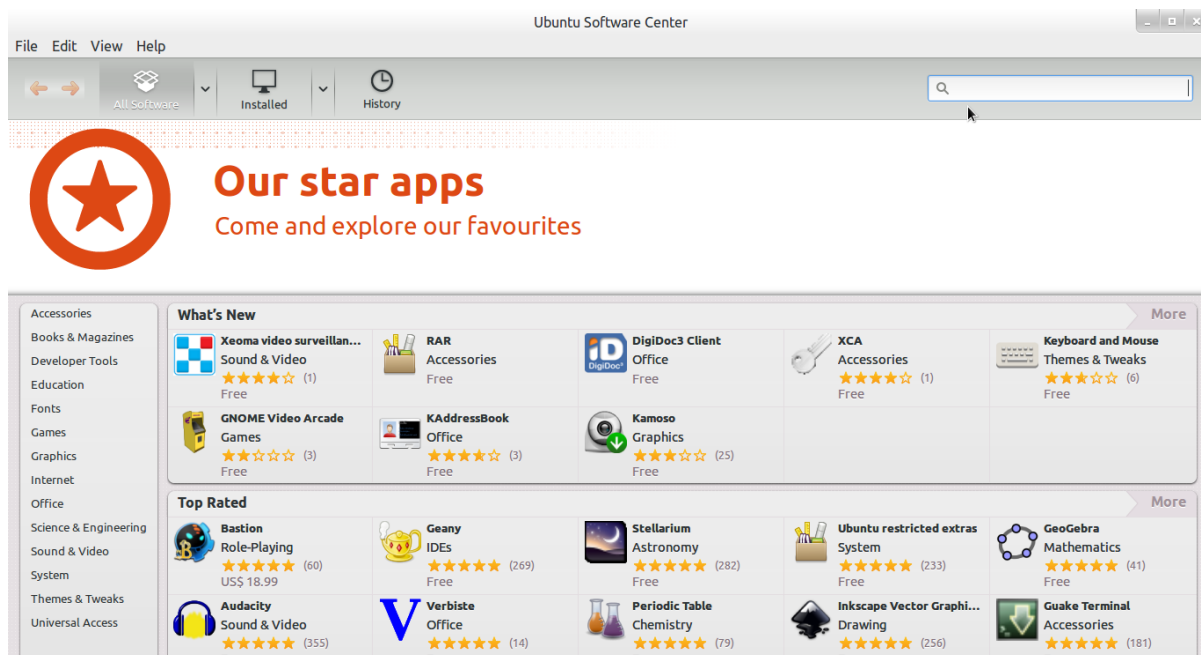 Ubuntu Software Center
File Edit View Help
All Software
Installed
History
Our star apps
Come and explore our favourites
Accessories
Books & Magazines
Developer Tools
Education
Fonts
Games
Graphics
Internet
Office
Science & Engineering
Sound & Video
System
Themes & Tweaks
Universal Access
What's New
More
Xeoma video surveillan...
Sound & Video
(1)
Free
RAR
Accessories
Free
DigiDoc3 Client
Office
Free
XCA
Accessories
(1)
Free
Keyboard and Mouse
Themes & Tweaks
(6)
Free
GNOME Video Arcade
Games
(3)
Free
KAddressBook
Office
(3)
Free
Kamoso
Graphics
(25)
Free
Top Rated
More
Bastion
Role-Playing
(60)
US$ 18.99
Geany
IDEs
(269)
Free
Stellarium
Astronomy
(282)
Free
Ubuntu restricted extras
System
(233)
Free
GeoGebra
Mathematics
(41)
Free
Audacity
Sound & Video
(355)
Verbiste
Office
(14)
Periodic Table
Chemistry
(79)
Inkscape Vector Graphi...
Drawing
(256)
Guake Terminal
Accessories
(181)
iD
DigiDoc³